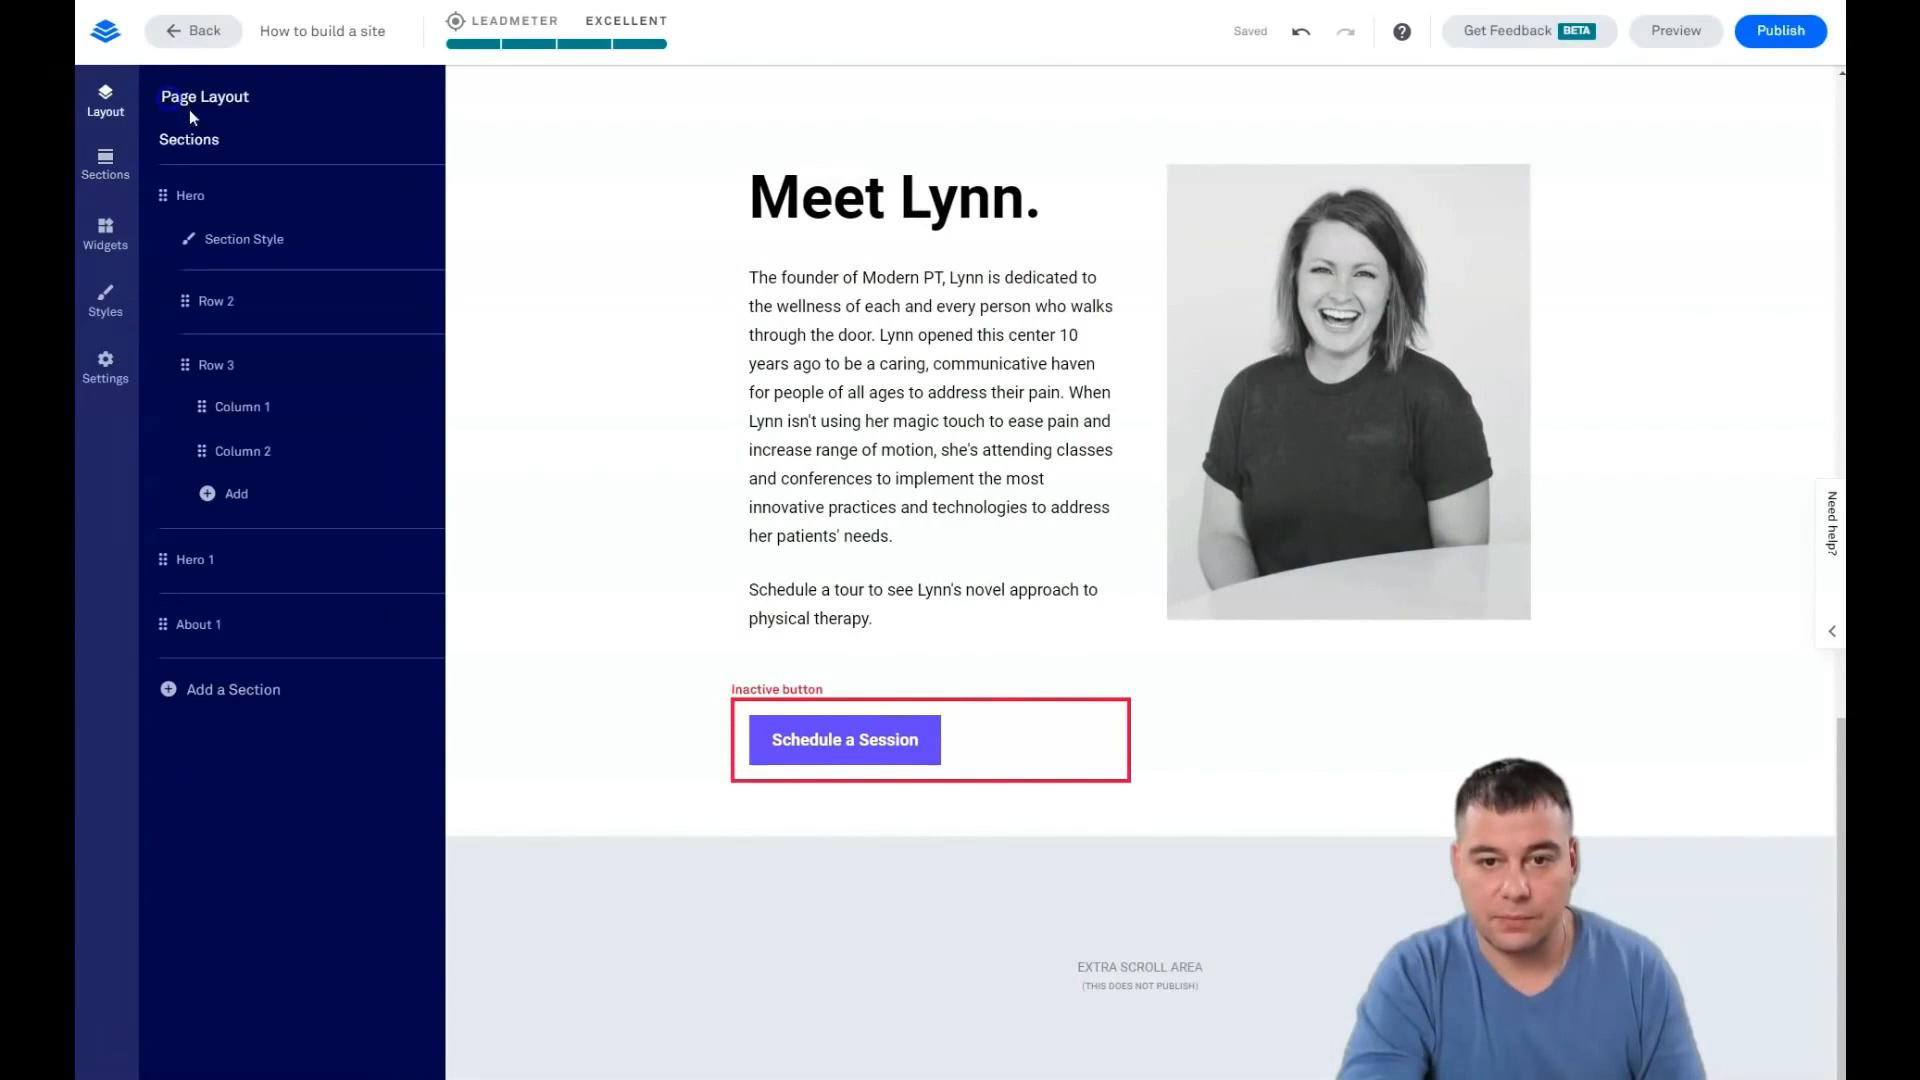 Back
How to build a site
LEADMETER EXCELLENT
Saved
Get Feedback BETA
Preview
Publish
Layout
Sections
Widgets
Styles
Settings
Page Layout
Sections
Hero
Section Style
Row 2
Row 3
Column 1
Column 2
Add
Hero 1
About 1
Add a Section
Meet Lynn.
The founder of Modern PT, Lynn is dedicated to
the wellness of each and every person who walks
through the door. Lynn opened this center 10
years ago to be a caring, communicative haven
for people of all ages to address their pain. When
Lynn isn't using her magic touch to ease pain and
increase range of motion, she's attending classes
and conferences to implement the most
innovative practices and technologies to address
her patients' needs.
Schedule a tour to see Lynn's novel approach to
physical therapy.
Inactive button
Schedule a Session
EXTRA SCROLL AREA
(THIS DOES NOT PUBLISH)
Need help?